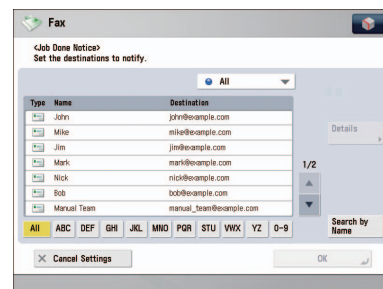 Fax
<Job Done Notice>
Set the destinations to notify.
All
Type Name Destination
John john@example.com
Mike mike@example.com
Jim jim@example.com
Mark mark@example.com
Nick nick@example.com
Bob bob@example.com
Manual Team manual_team@example.com
Details
1/2
All ABC DEF GHI JKL MNO PQR STU VWX YZ 0-9
Search by
Name
Cancel Settings
OK